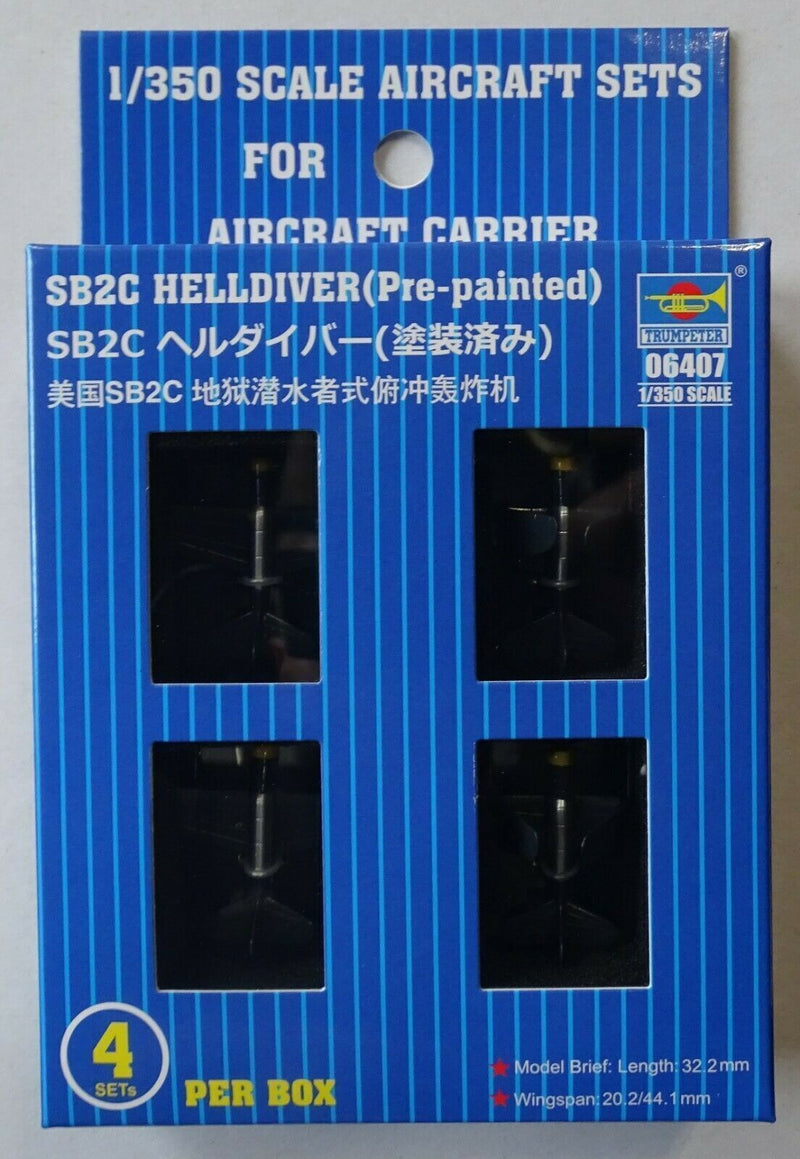 1/350 SCALE AIRCRAFT SETS
FOR
AIRCRAFT CARRIER
SB2C HELLDIVER(Pre-painted)
SB2C ヘルダイバー(塗装済み)
美国SB2C 地狱潜水者式俯冲轰炸机
®
TRUMPETER
06407
1/350 SCALE
4
SETs
PER BOX
★ Model Brief: Length: 32.2mm
★ Wingspan: 20.2/44.1mm